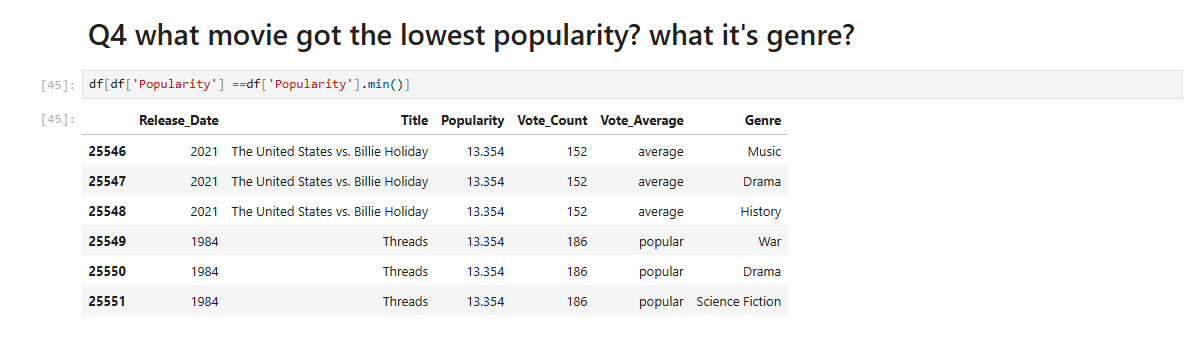 Q4 what movie got the lowest popularity? what it's genre?
[45]: df[df['Popularity'] ==df['Popularity'].min()]
[45]:
Release_Date Title Popularity Vote_Count Vote_Average Genre
25546 2021 The United States vs. Billie Holiday 13.354 152 average Music
25547 2021 The United States vs. Billie Holiday 13.354 152 average Drama
25548 2021 The United States vs. Billie Holiday 13.354 152 average History
25549 1984 Threads 13.354 186 popular War
25550 1984 Threads 13.354 186 popular Drama
25551 1984 Threads 13.354 186 popular Science Fiction